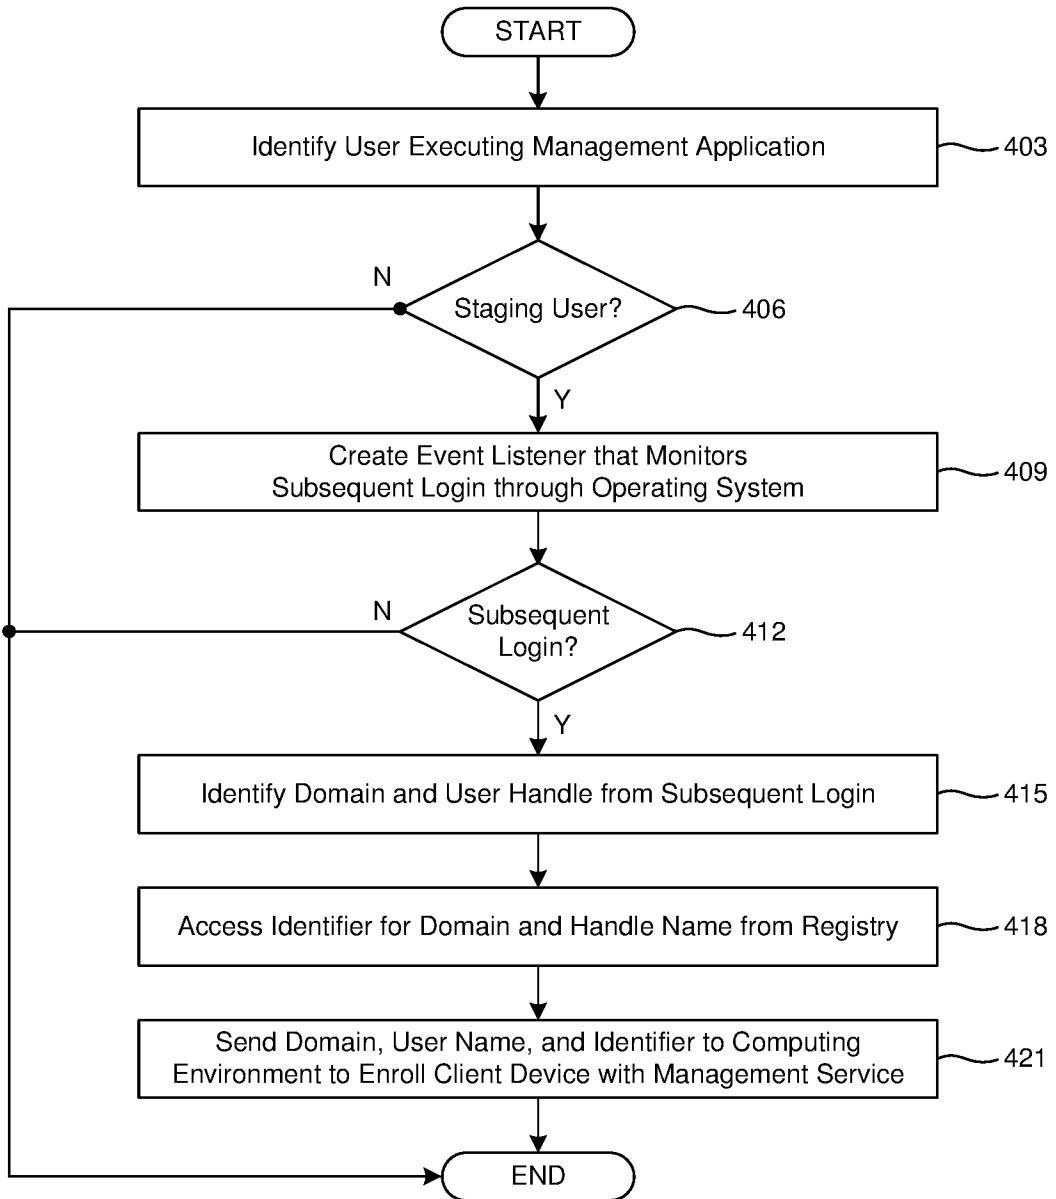 START
Identify User Executing Management Application
403
N
Staging User?
406
Y
Create Event Listener that Monitors
Subsequent Login through Operating System
409
N
Subsequent
Login?
412
Y
Identify Domain and User Handle from Subsequent Login
415
Access Identifier for Domain and Handle Name from Registry
418
Send Domain, User Name, and Identifier to Computing
Environment to Enroll Client Device with Management Service
421
END